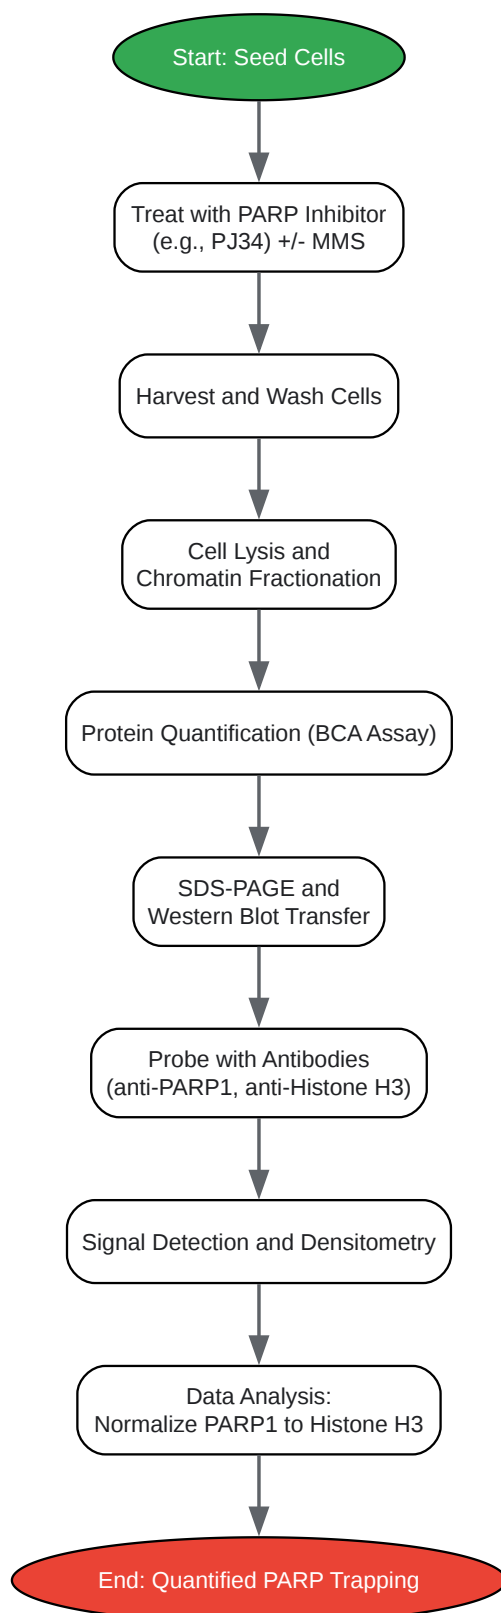 Start: Seed Cells
Treat with PARP Inhibitor
(e.g., PJ34) +/- MMS
Harvest and Wash Cells
Cell Lysis and
Chromatin Fractionation
Protein Quantification (BCA Assay)
SDS-PAGE and
Western Blot Transfer
Probe with Antibodies
(anti-PARP1, anti-Histone H3)
Signal Detection and Densitometry
Data Analysis:
Normalize PARP1 to Histone H3
End: Quantified PARP Trapping